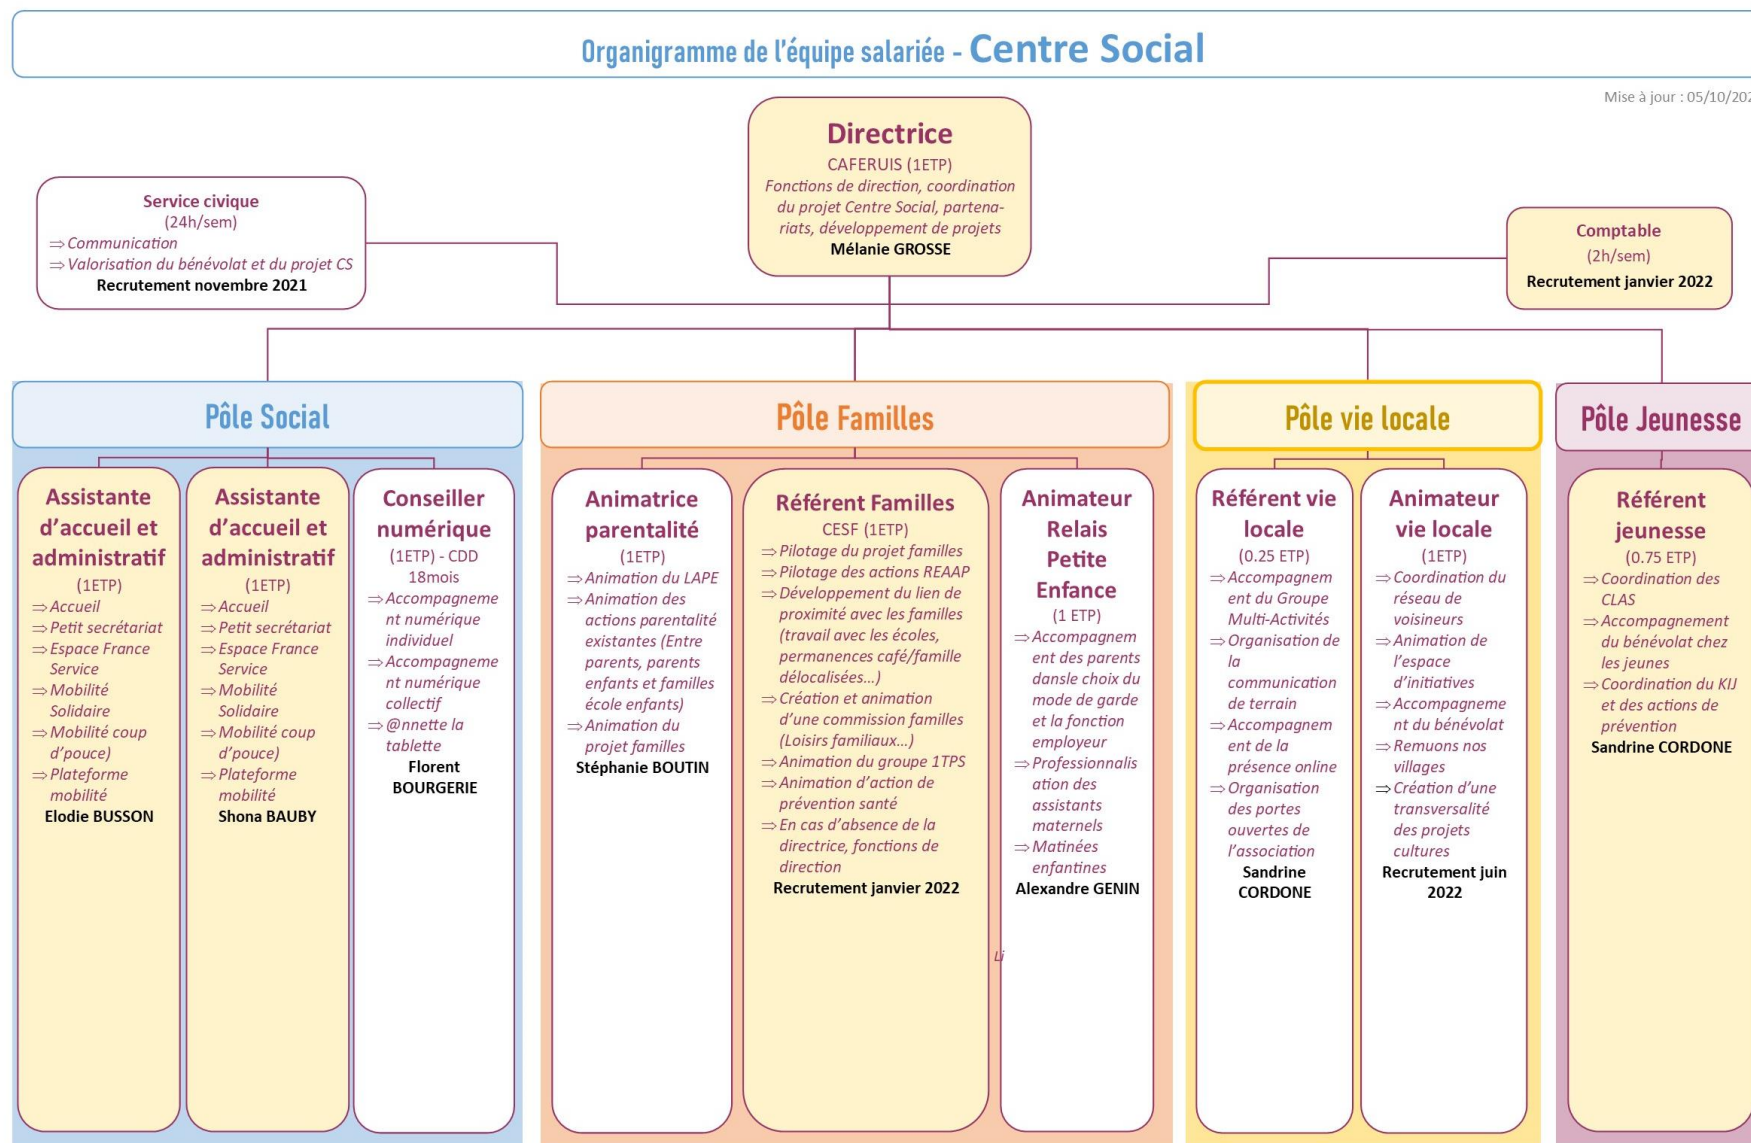 Organigramme de l'équipe salariée - Centre Social
Mise à jour : 05/10/202
Directrice
CAFERUIS (1ETP)
Fonctions de direction, coordination
du projet Centre Social, partena-
riats, développement de projets
Mélanie GROSSE
Service civique
(24h/sem)
⇒ Communication
⇒ Valorisation du bénévolat et du projet CS
Recrutement novembre 2021
Comptable
(2h/sem)
Recrutement janvier 2022
Pôle Social
Assistante
d'accueil et
administratif
(1ETP)
⇒ Accueil
⇒ Petit secrétariat
⇒ Espace France
Service
⇒ Mobilité
Solidaire
⇒ Mobilité coup
d'pouce)
⇒ Plateforme
mobilité
Elodie BUSSON
Assistante
d'accueil et
administratif
(1ETP)
⇒ Accueil
⇒ Petit secrétariat
⇒ Espace France
Service
⇒ Mobilité
Solidaire
⇒ Mobilité coup
d'pouce)
⇒ Plateforme
mobilité
Shona BAUBY
Conseiller
numérique
(1ETP) - CDD
18mois
⇒ Accompagneme
nt numérique
individuel
⇒ Accompagneme
nt numérique
collectif
⇒ @nnette la
tablette
Florent
BOURGERIE
Pôle Familles
Animatrice
parentalité
(1ETP)
⇒ Animation du LAPE
⇒ Animation des
actions parentalité
existantes (Entre
parents, parents
enfants et familles
école enfants)
⇒ Animation du
projet familles
Stéphanie BOUTIN
Référent Familles
CESF (1ETP)
⇒ Pilotage du projet familles
⇒ Pilotage des actions REAAP
⇒ Développement du lien de
proximité avec les familles
(travail avec les écoles,
permanences café/famille
délocalisées...)
⇒ Création et animation
d'une commission familles
(Loisirs familiaux...)
⇒ Animation du groupe 1TPS
⇒ Animation d'action de
prévention santé
⇒ En cas d'absence de la
directrice, fonctions de
direction
Recrutement janvier 2022
Li
Animateur
Relais
Petite
Enfance
(1 ETP)
⇒ Accompagnem
ent des parents
dansle choix du
mode de garde
et la fonction
employeur
⇒ Professionnalis
ation des
assistants
maternels
⇒ Matinées
enfantines
Alexandre GENIN
Pôle vie locale
Référent vie
locale
(0.25 ETP)
⇒ Accompagnem
ent du Groupe
Multi-Activités
⇒ Organisation de
la
communication
de terrain
⇒ Accompagnem
ent de la
présence online
⇒ Organisation
des portes
ouvertes de
l'association
Sandrine
CORDONE
Animateur
vie locale
(1ETP)
⇒ Coordination du
réseau de
voisineurs
⇒ Animation de
l'espace
d'initiatives
⇒ Accompagneme
nt du bénévolat
⇒ Remuons nos
villages
⇒ Création d'une
transversalité
des projets
cultures
Recrutement juin
2022
Pôle Jeunesse
Référent
jeunesse
(0.75 ETP)
⇒ Coordination des
CLAS
⇒ Accompagnement
du bénévolat chez
les jeunes
⇒ Coordination du KIJ
et des actions de
prévention
Sandrine CORDONE